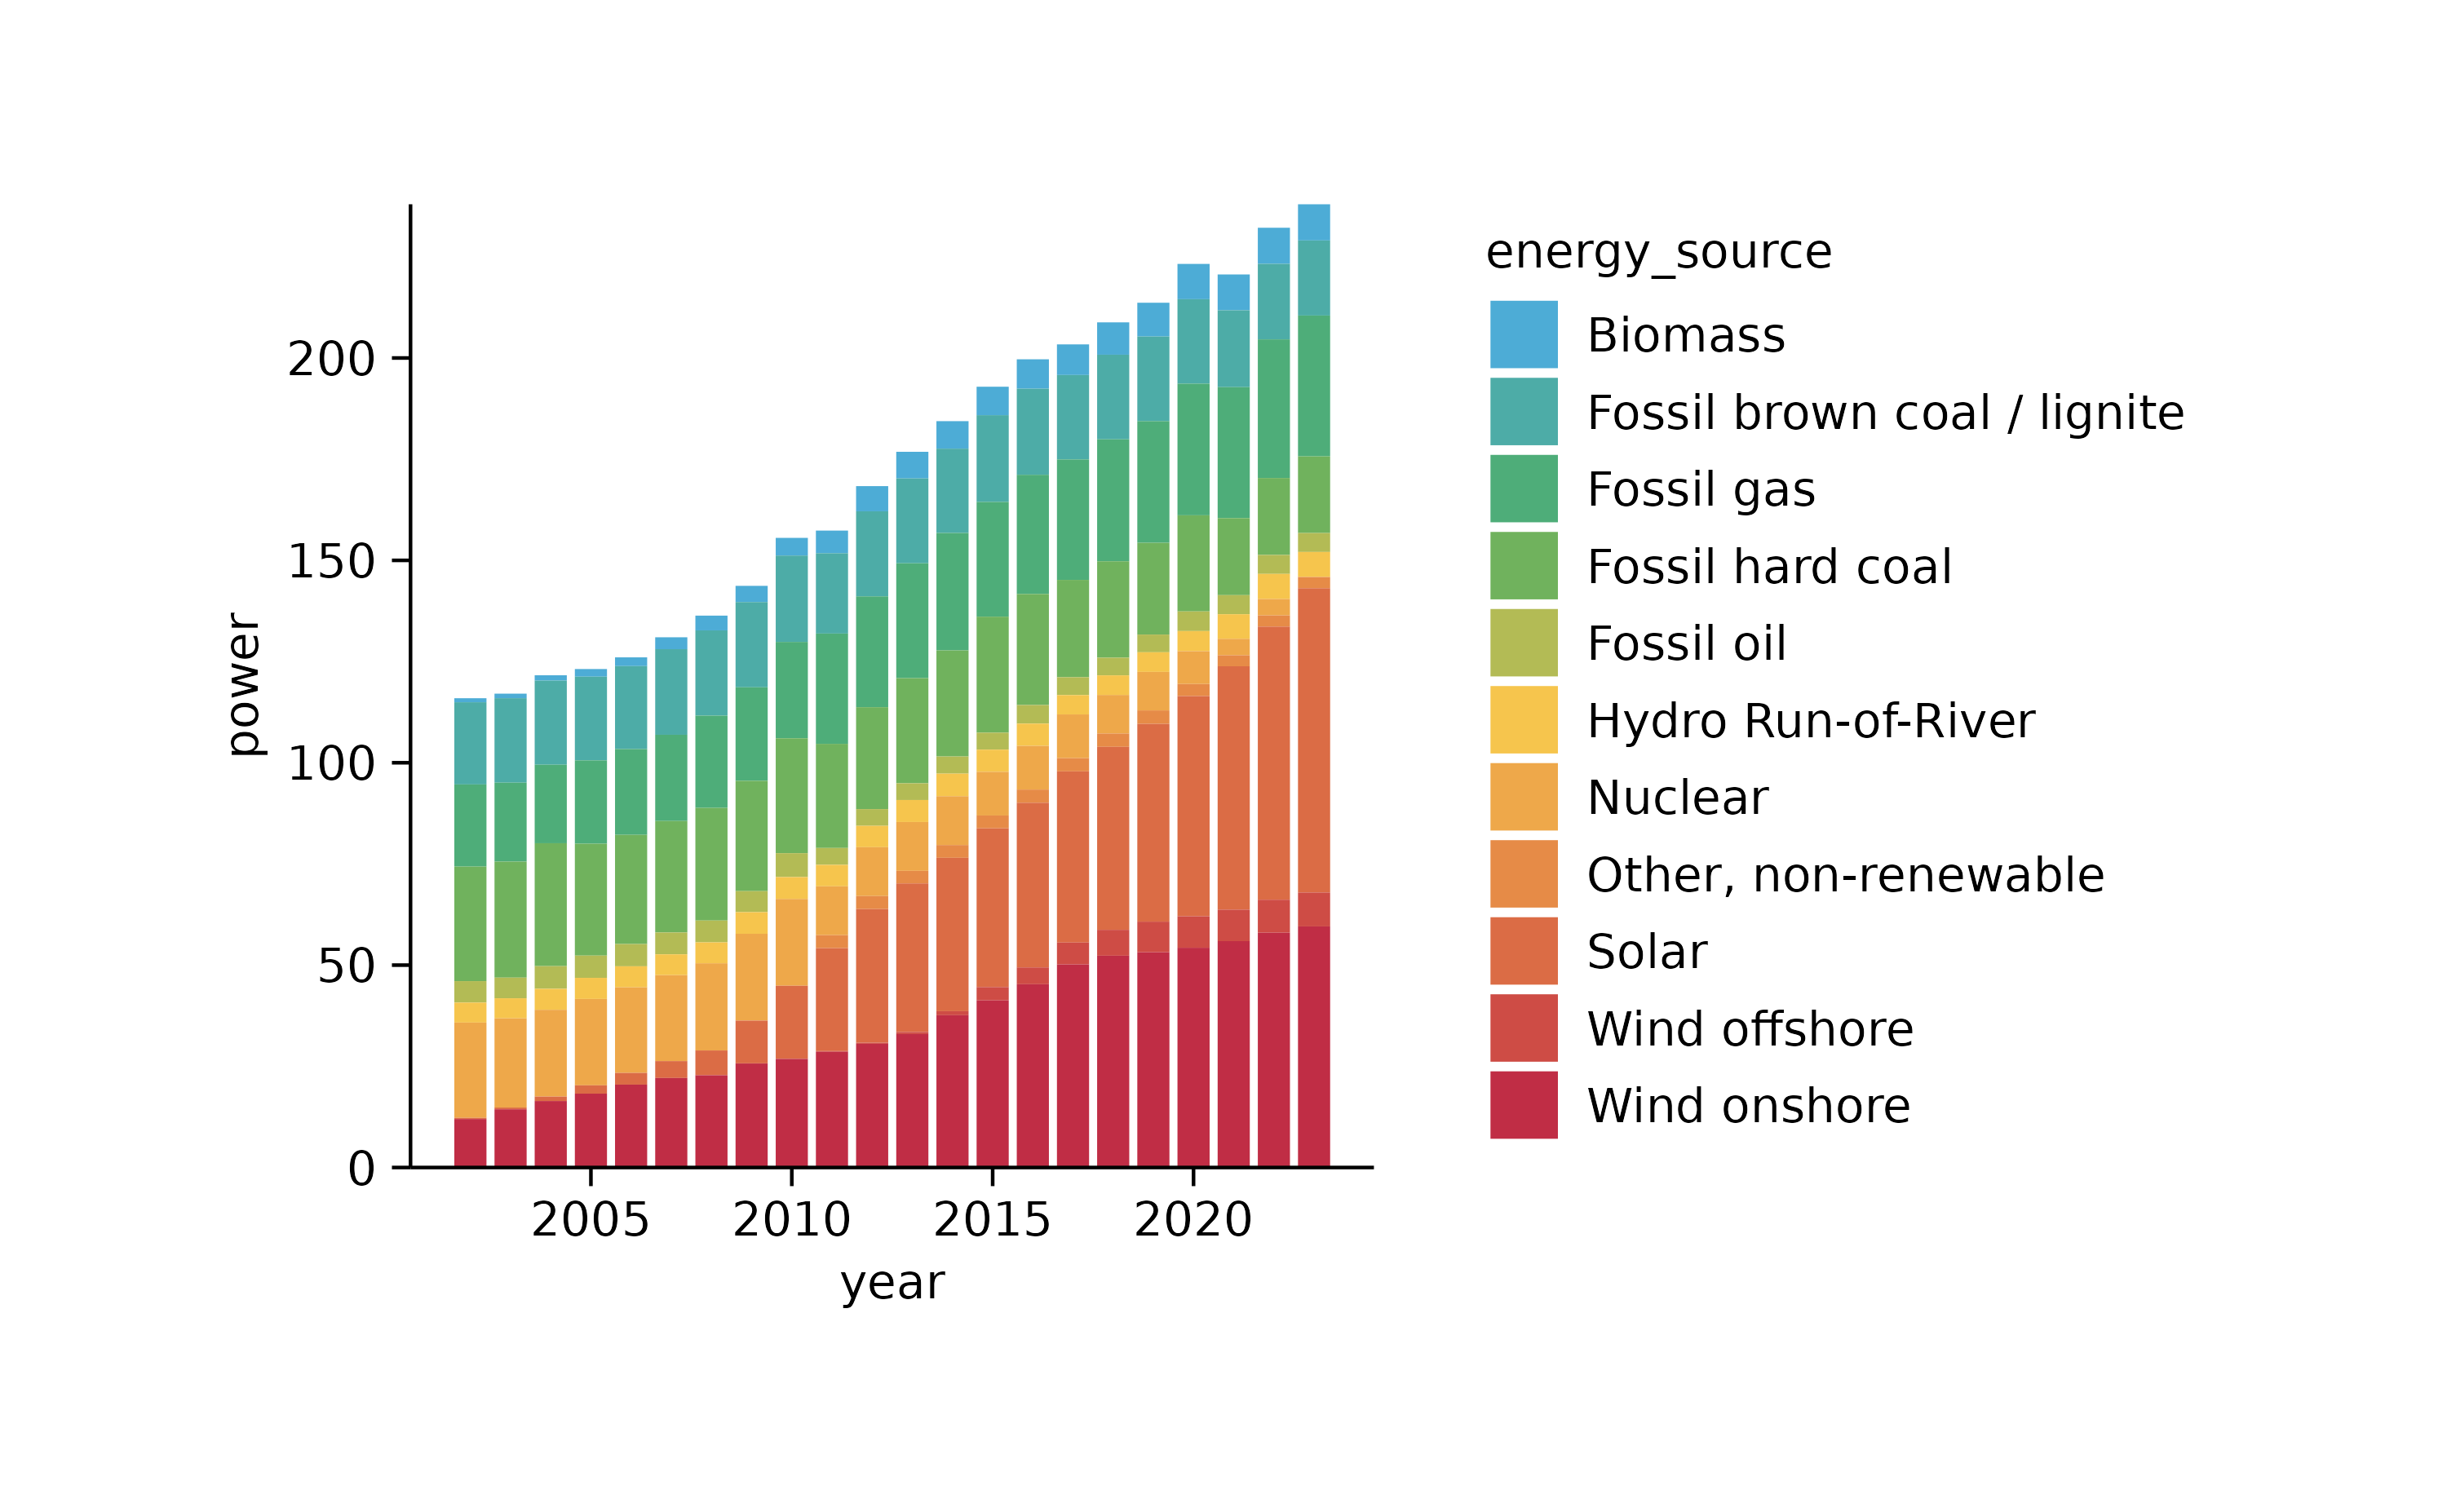 power
200
150
100
50
0
2005 2010 2015 2020
year
energy_source
Biomass
Fossil brown coal / lignite
Fossil gas
Fossil hard coal
Fossil oil
Hydro Run-of-River
Nuclear
Other, non-renewable
Solar
Wind offshore
Wind onshore